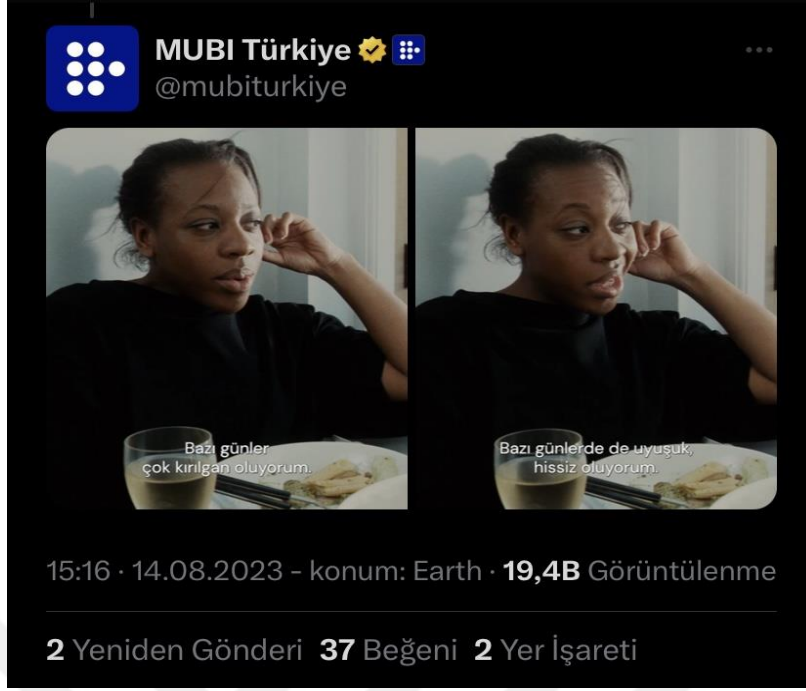 MUBI Türkiye
@mubiturkiye
Bazı günler
çok kırılgan oluyorum.
Bazı günlerde de uyuşuk,
hissiz oluyorum.
15:16 · 14.08.2023 - konum: Earth · 19,4B Görüntülenme
2 Yeniden Gönderi 37 Beğeni 2 Yer İşareti